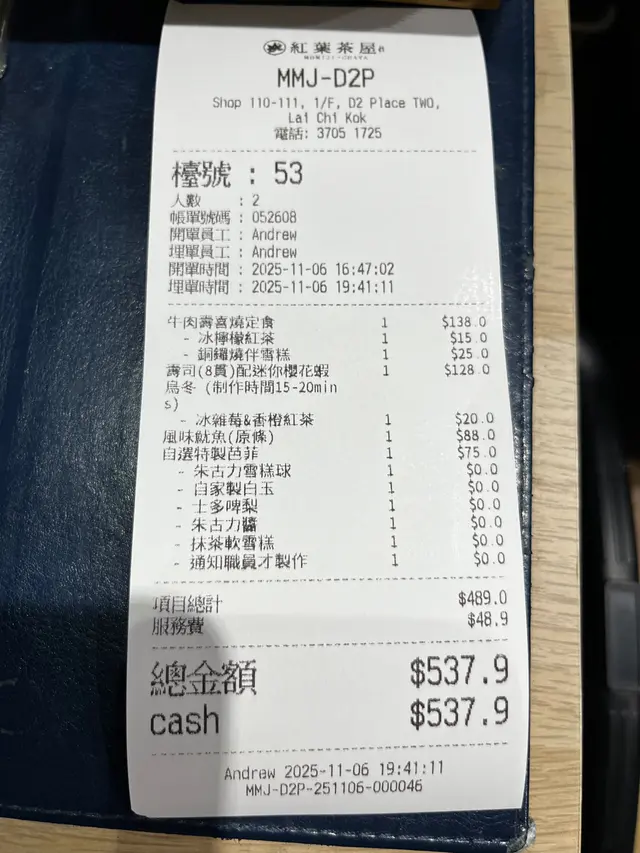 紅葉茶屋
MOMIJI-CHAYA
MMJ-D2P
Shop 110-111, 1/F, D2 Place TWO,
Lai Chi Kok
電話: 3705 1725
檯號 : 53
人數 : 2
帳單號碼 : 052608
開單員工 : Andrew
埋單員工 : Andrew
開單時間 : 2025-11-06 16:47:02
埋單時間 : 2025-11-06 19:41:11
牛肉壽喜燒定食 1 $138.0
- 冰檸檬紅茶 1 $15.0
- 銅鑼燒伴雪糕 1 $25.0
壽司(8貫)配迷你櫻花蝦 1 $128.0
烏冬 (制作時間15-20min
s)
- 冰雜莓&香橙紅茶 1 $20.0
風味魷魚(原條) 1 $88.0
自選特製芭菲 1 $75.0
- 朱古力雪糕球 1 $0.0
- 自家製白玉 1 $0.0
- 士多啤梨 1 $0.0
- 朱古力醬 1 $0.0
- 抹茶軟雪糕 1 $0.0
- 通知職員才製作 1 $0.0
項目總計 $489.0
服務費 $48.9
總金額 $537.9
cash $537.9
Andrew 2025-11-06 19:41:11
MMJ-D2P-251106-000046